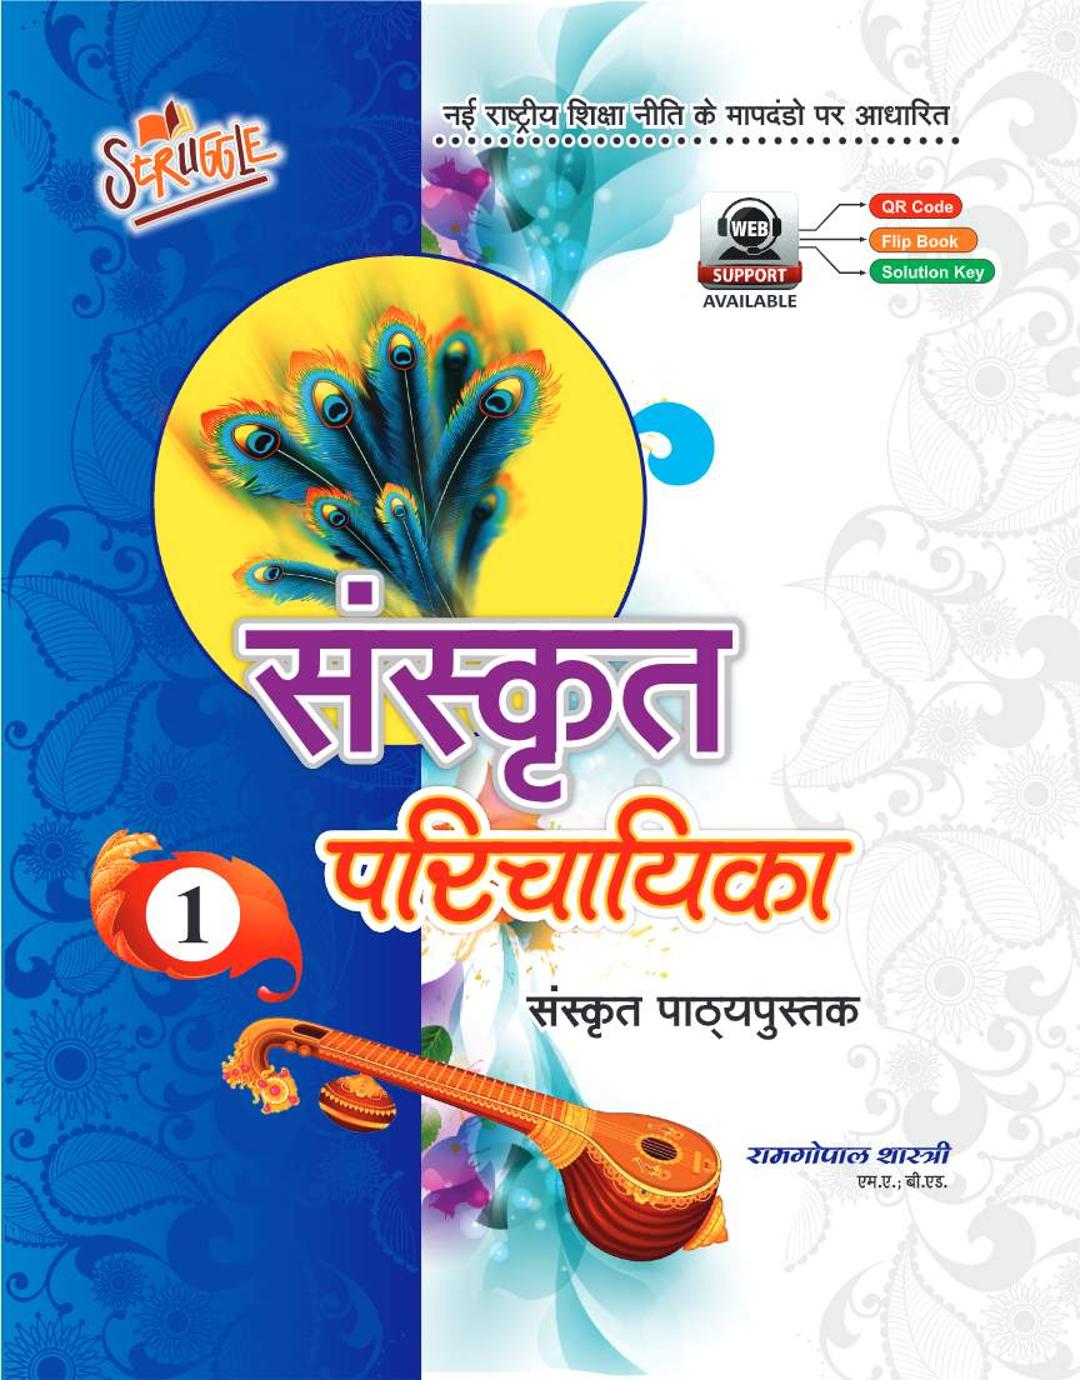 STRUGGLE
नई राष्ट्रीय शिक्षा नीति के मापदंडो पर आधारित
WEB
SUPPORT
AVAILABLE
QR Code
Flip Book
Solution Key
संस्कृत
परिचायिका
1
संस्कृत पाठ्यपुस्तक
रामगोपाल शास्त्री
एम.ए.; बी.एड.